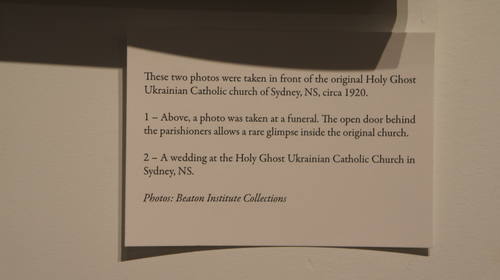 These two photos were taken in front of the original Holy Ghost
Ukrainian Catholic church of Sydney, NS, circa 1920.
1 – Above, a photo was taken at a funeral. The open door behind
the parishioners allows a rare glimpse inside the original church.
2 – A wedding at the Holy Ghost Ukrainian Catholic Church in
Sydney, NS.
Photos: Beaton Institute Collections